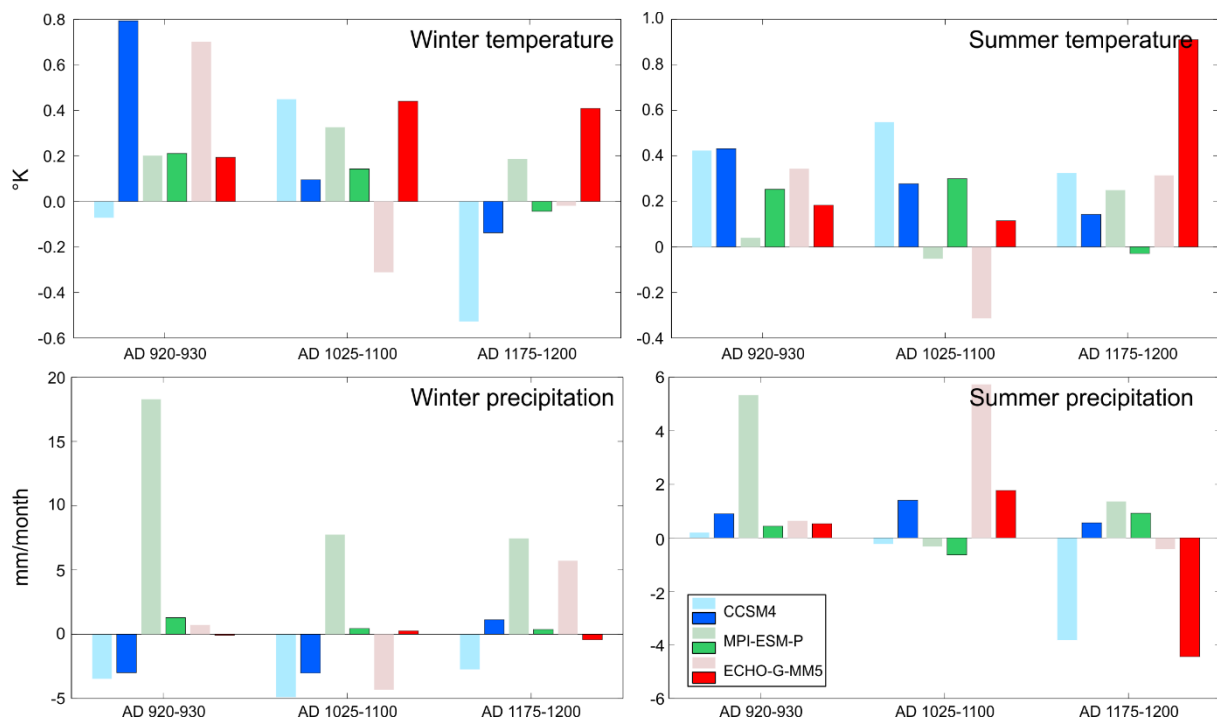 Winter temperature
°K
0.8
0.6
0.4
0.2
0.0
-0.2
-0.4
-0.6
AD 920-930 AD 1025-1100 AD 1175-1200
Summer temperature
1.0
0.8
0.6
0.4
0.2
0
-0.2
-0.4
AD 920-930 AD 1025-1100 AD 1175-1200
Winter precipitation
mm/month
20
15
10
5
0
-5
AD 920-930 AD 1025-1100 AD 1175-1200
Summer precipitation
6
4
2
0
-2
-4
-6
CCSM4
MPI-ESM-P
ECHO-G-MM5
AD 920-930 AD 1025-1100 AD 1175-1200